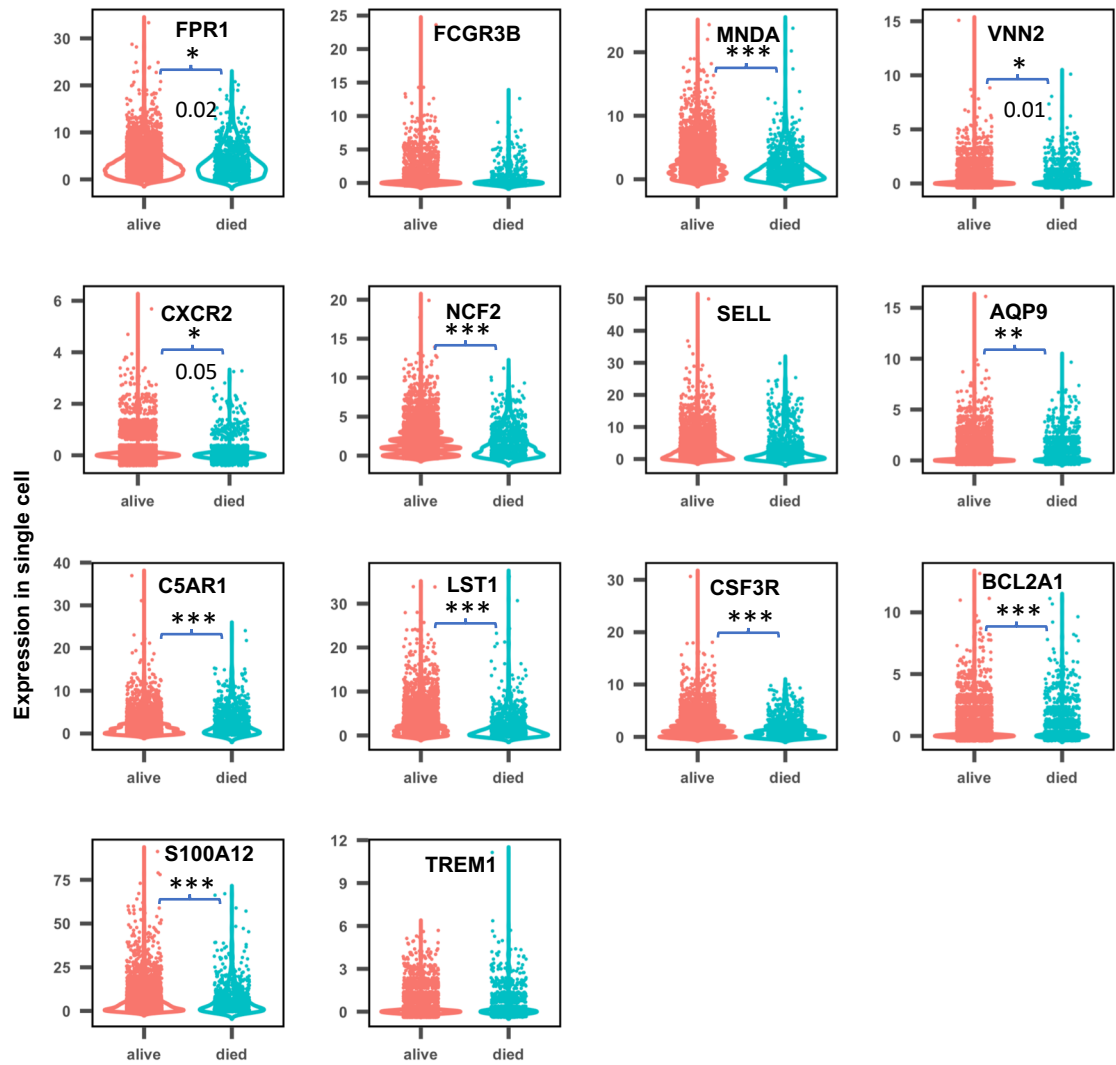 FPR1
*
0.02
30
20
10
0
alive died
FCGR3B
25
20
15
10
5
0
alive died
MNDA
***
20
10
0
alive died
VNN2
*
0.01
15
10
5
0
alive died
Expression in single cell
CXCR2
*
0.05
6
4
2
0
alive died
NCF2
***
20
15
10
5
0
alive died
SELL
50
40
30
20
10
0
alive died
AQP9
**
15
10
5
0
alive died
C5AR1
***
40
30
20
10
0
alive died
LST1
***
30
20
10
0
alive died
CSF3R
***
30
20
10
0
alive died
BCL2A1
***
10
5
0
alive died
S100A12
***
75
50
25
0
alive died
TREM1
12
9
6
3
0
alive died